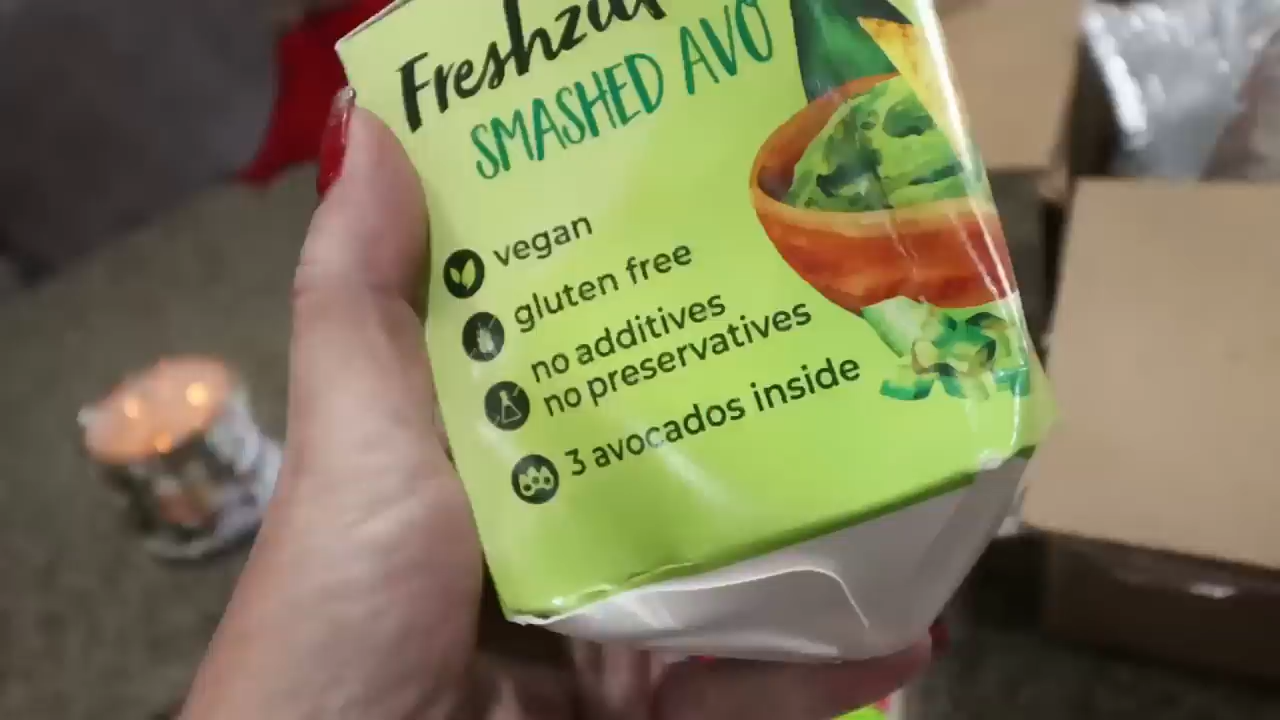 SMASHED AVO
vegan
gluten free
no additives
no preservatives
3 avocados inside